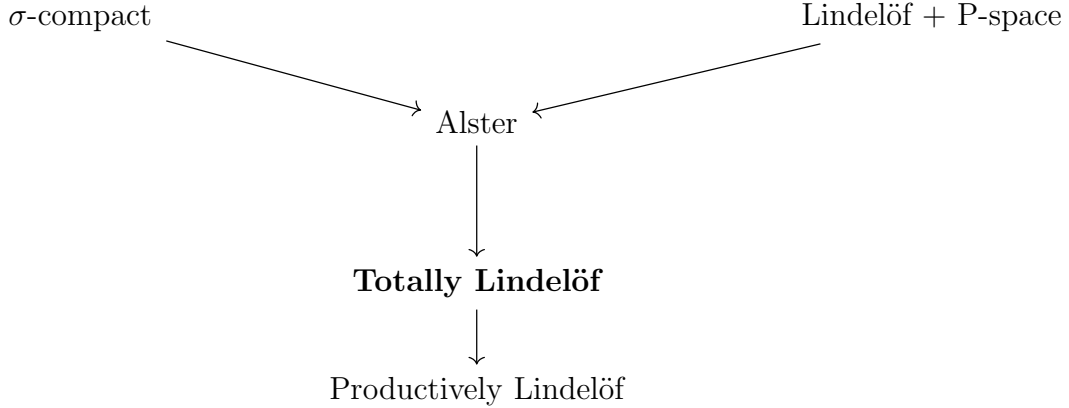 σ-compact
Lindelöf + P-space
Alster
Totally Lindelöf
Productively Lindelöf